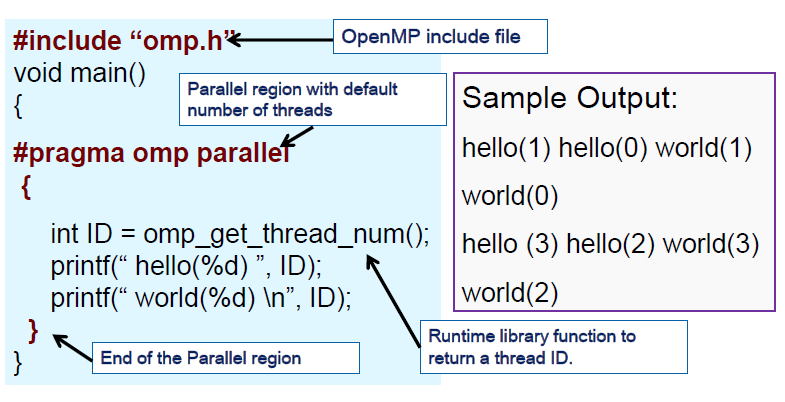 #include “omp.h”
OpenMP include file
void main()
{
Parallel region with default
number of threads
#pragma omp parallel
{
int ID = omp_get_thread_num();
printf(“ hello(%d) ”, ID);
printf(“ world(%d) \n”, ID);
}
End of the Parallel region
}
Runtime library function to
return a thread ID.
Sample Output:
hello(1) hello(0) world(1)
world(0)
hello (3) hello(2) world(3)
world(2)